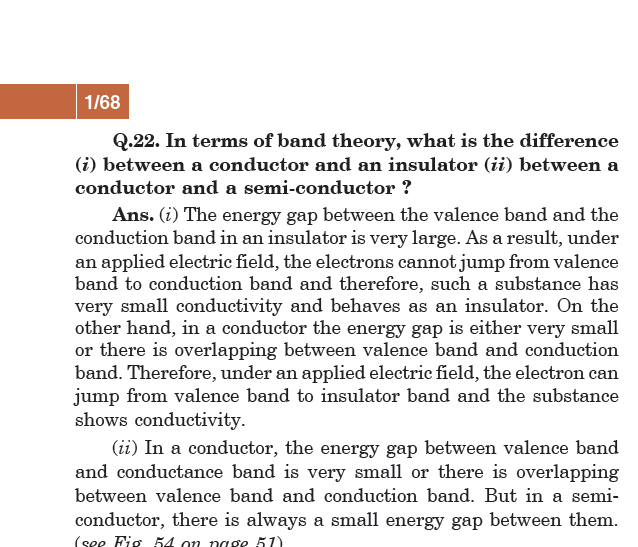 1/68
Q.22. In terms of band theory, what is the difference
(i) between a conductor and an insulator (ii) between a
conductor and a semi-conductor ?
Ans. (i) The energy gap between the valence band and the
conduction band in an insulator is very large. As a result, under
an applied electric field, the electrons cannot jump from valence
band to conduction band and therefore, such a substance has
very small conductivity and behaves as an insulator. On the
other hand, in a conductor the energy gap is either very small
or there is overlapping between valence band and conduction
band. Therefore, under an applied electric field, the electron can
jump from valence band to insulator band and the substance
shows conductivity.
(ii) In a conductor, the energy gap between valence band
and conductance band is very small or there is overlapping
between valence band and conduction band. But in a semi-
conductor, there is always a small energy gap between them.
(see Fig. 54 on page 51)